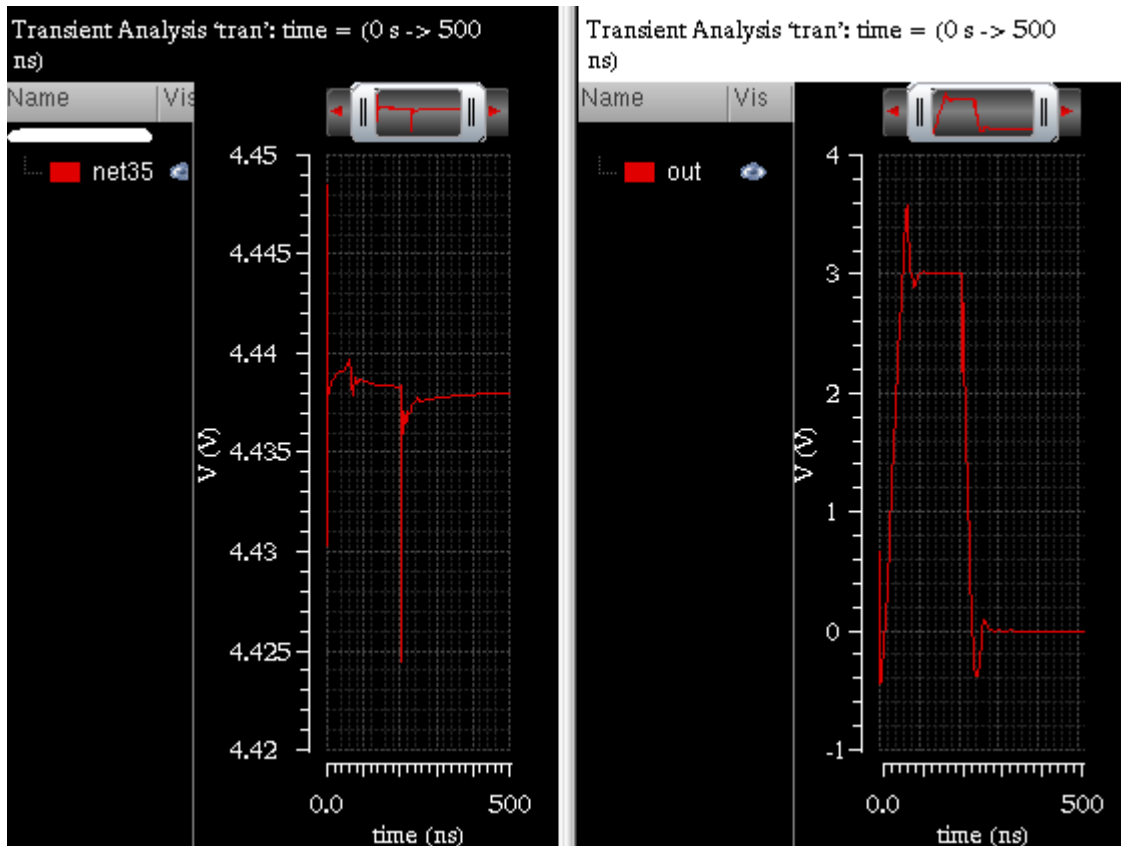 Transient Analysis ‘tran’: time = (0 s -> 500
ns)
Name Vis
net35
4.45
4.445
4.44
4.435
4.43
4.425
4.42
V (V)
0.0 500
time (ns)
Transient Analysis ‘tran’: time = (0 s -> 500
ns)
Name Vis
out
4
3
2
1
0
-1
V (V)
0.0 500
time (ns)